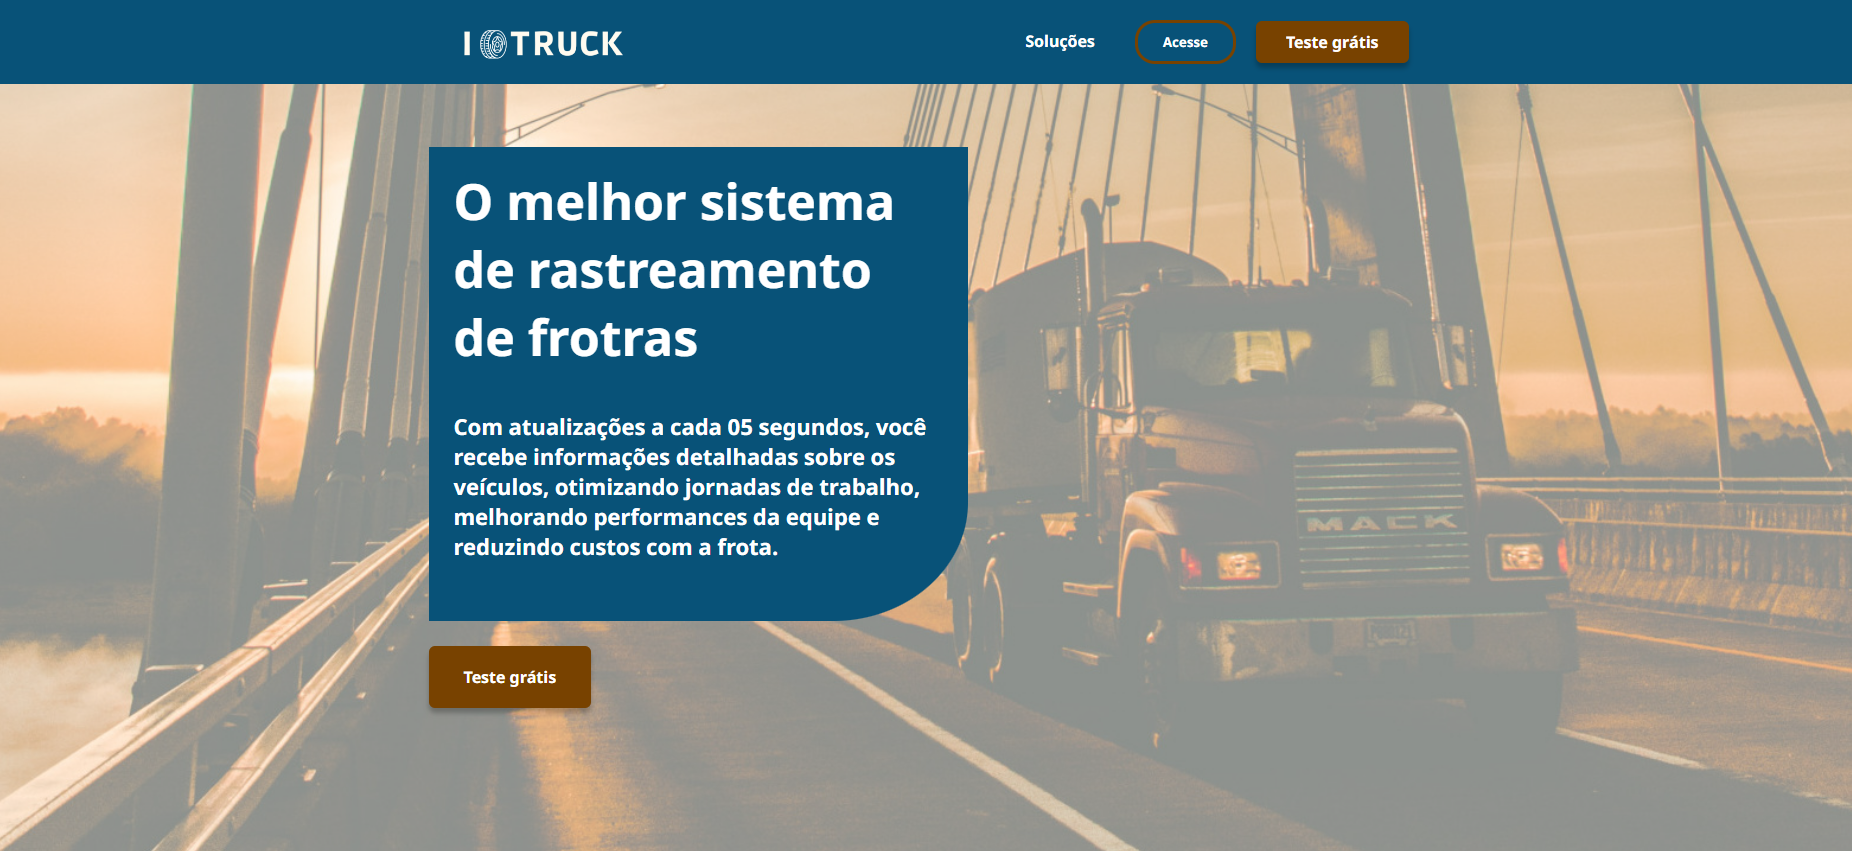 I TRUCK
Soluções
Acesse
Teste grátis
O melhor sistema
de rastreamento
de frotras
Com atualizações a cada 05 segundos, você
recebe informações detalhadas sobre os
veículos, otimizando jornadas de trabalho,
melhorando performances da equipe e
reduzindo custos com a frota.
MACK
Teste grátis